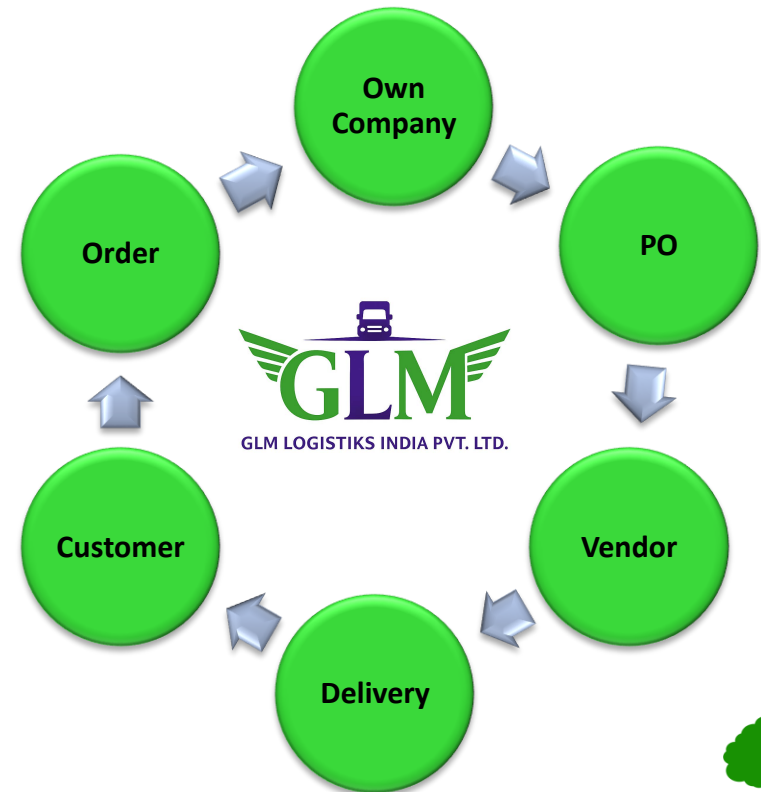 Own
Company
PO
Vendor
Delivery
Customer
Order
GLM
GLM LOGISTIKS INDIA PVT. LTD.